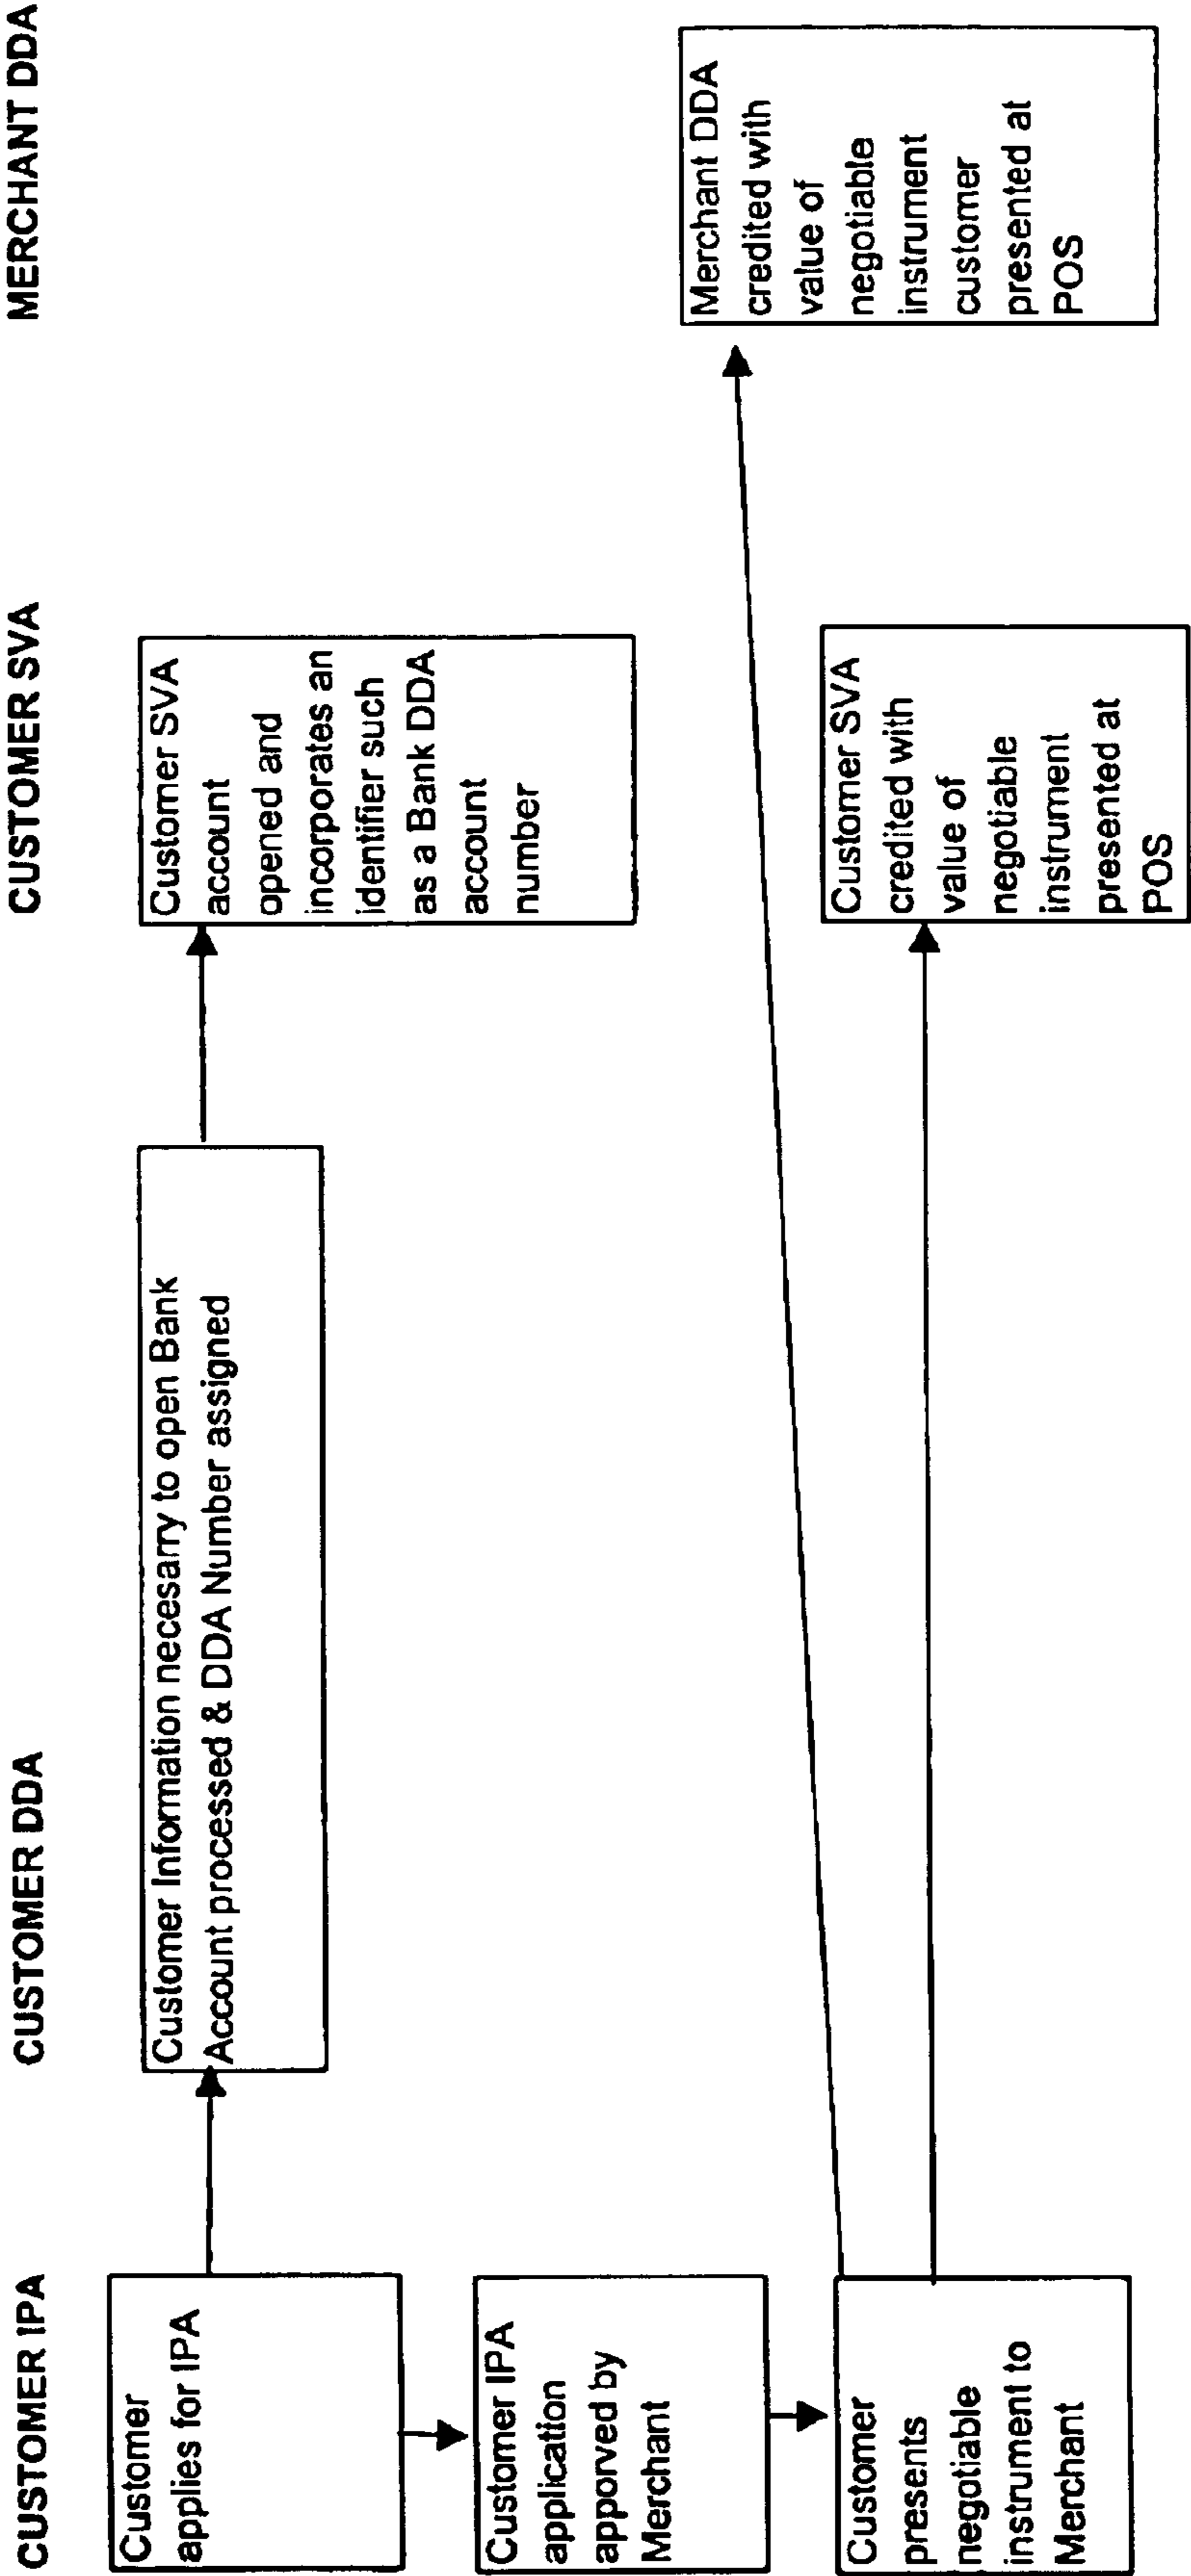 CUSTOMER IPA
CUSTOMER DDA
CUSTOMER SVA
MERCHANT DDA
Customer
applies for IPA
Customer Information necesarry to open Bank
Account processed & DDA Number assigned
Customer SVA
account
opened and
incorporates an
identifier such
as a Bank DDA
account
number
Customer IPA
application
apporved by
Merchant
Customer
presents
negotiable
instrument to
Merchant
Customer SVA
credited with
value of
negotiable
instrument
presented at
POS
Merchant DDA
credited with
value of
negotiable
instrument
customer
presented at
POS